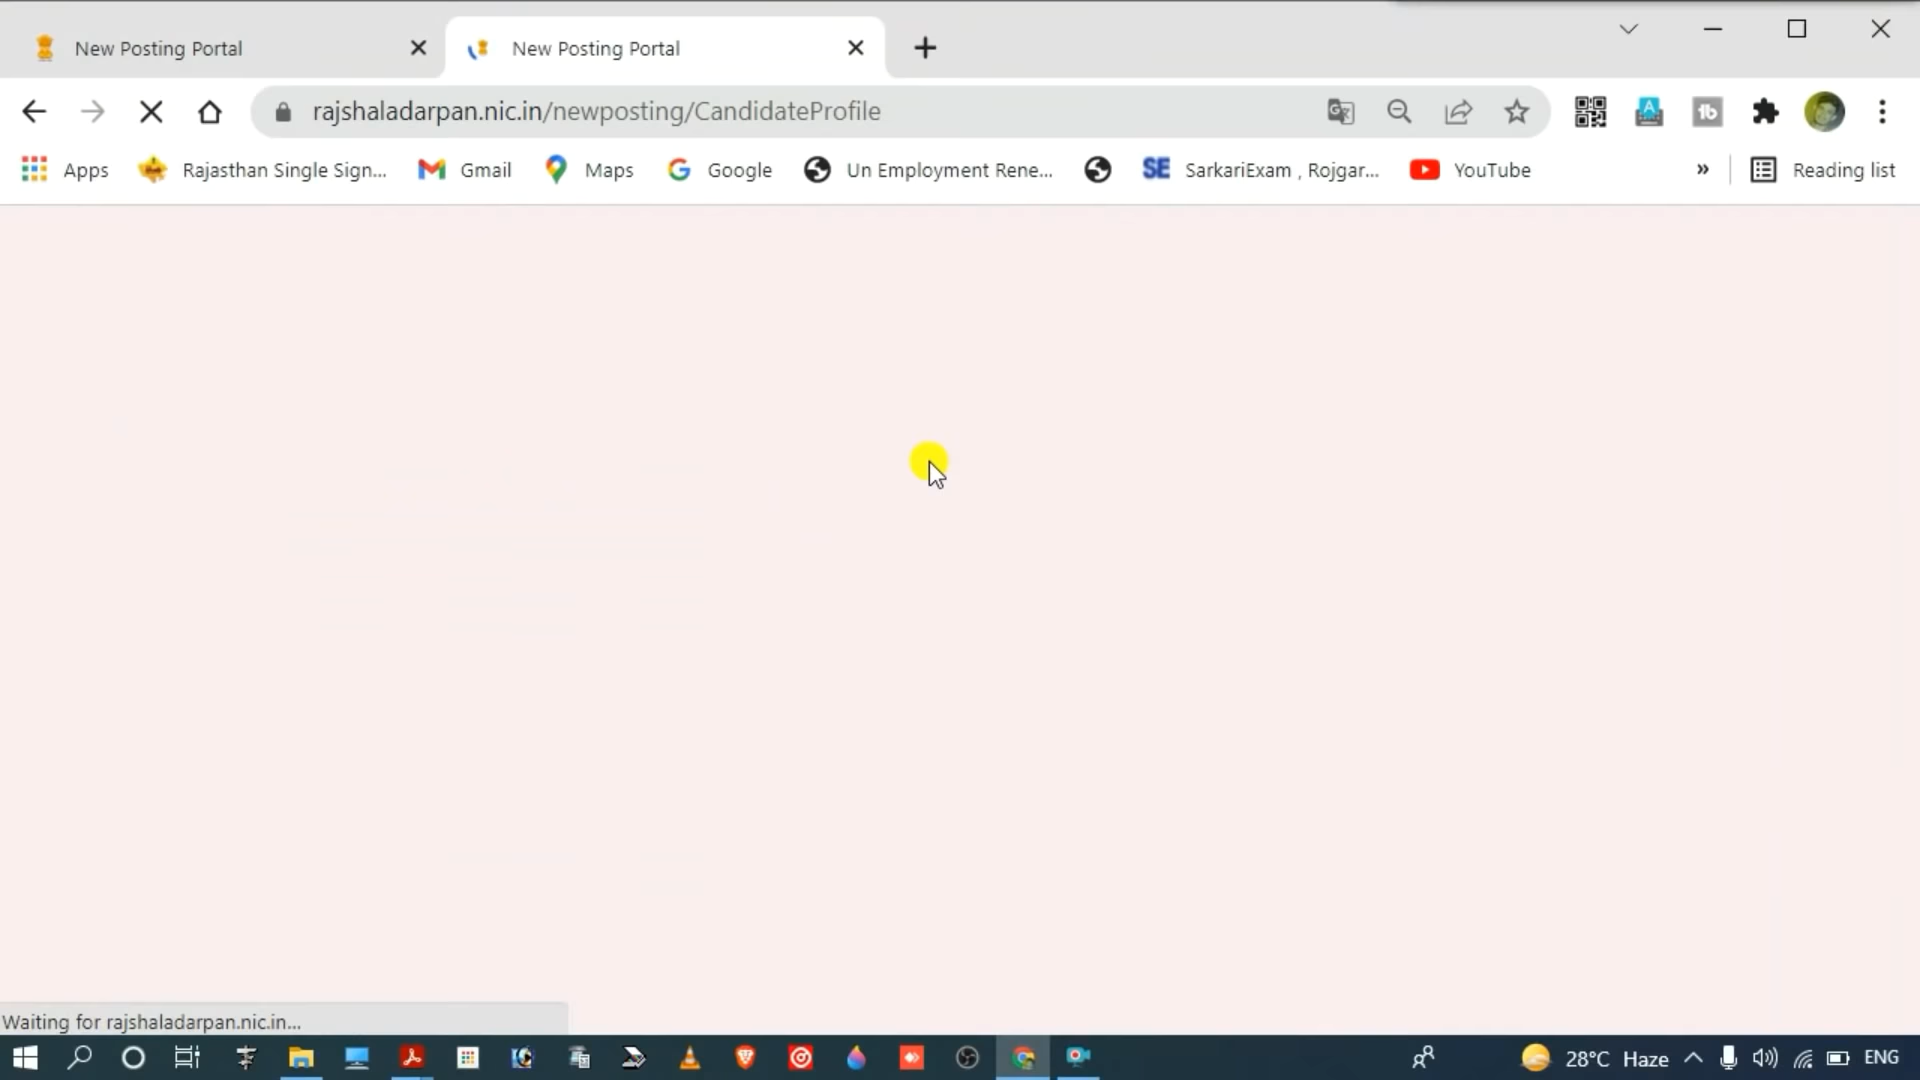 New Posting Portal
New Posting Portal
rajshaladarpan.nic.in/newposting/CandidateProfile
Apps
Rajasthan Single Sign...
Gmail
Maps
Google
Un Employment Rene...
SE SarkariExam , Rojgar...
YouTube
»
Reading list
Waiting for rajshaladarpan.nic.in...
28°C Haze
ENG